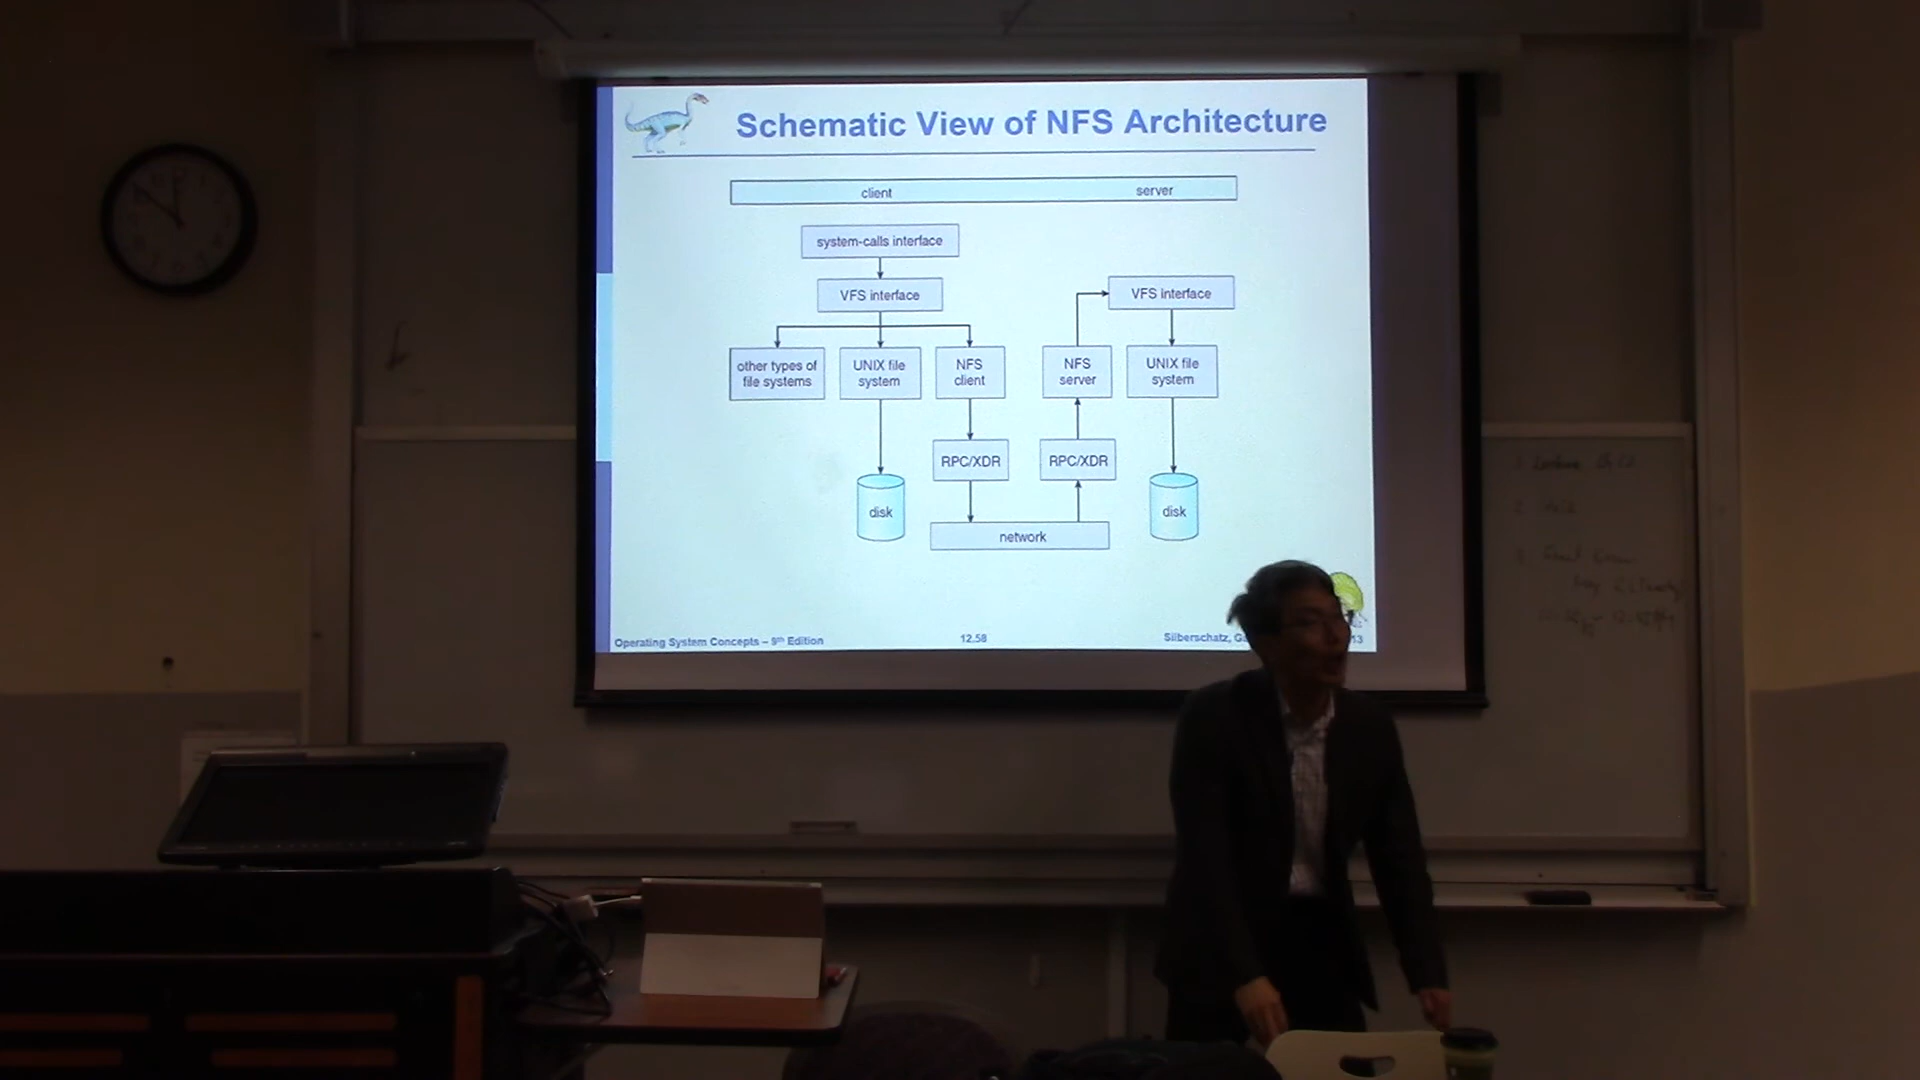 Schematic View of NFS Architecture
client
server
system-calls interface
VFS interface
VFS interface
other types of
file systems
UNIX file
system
NFS
client
NFS
server
UNIX file
system
RPC/XDR
RPC/XDR
disk
disk
network
Operating System Concepts – 9th Edition
12.58
Silberschatz,
13